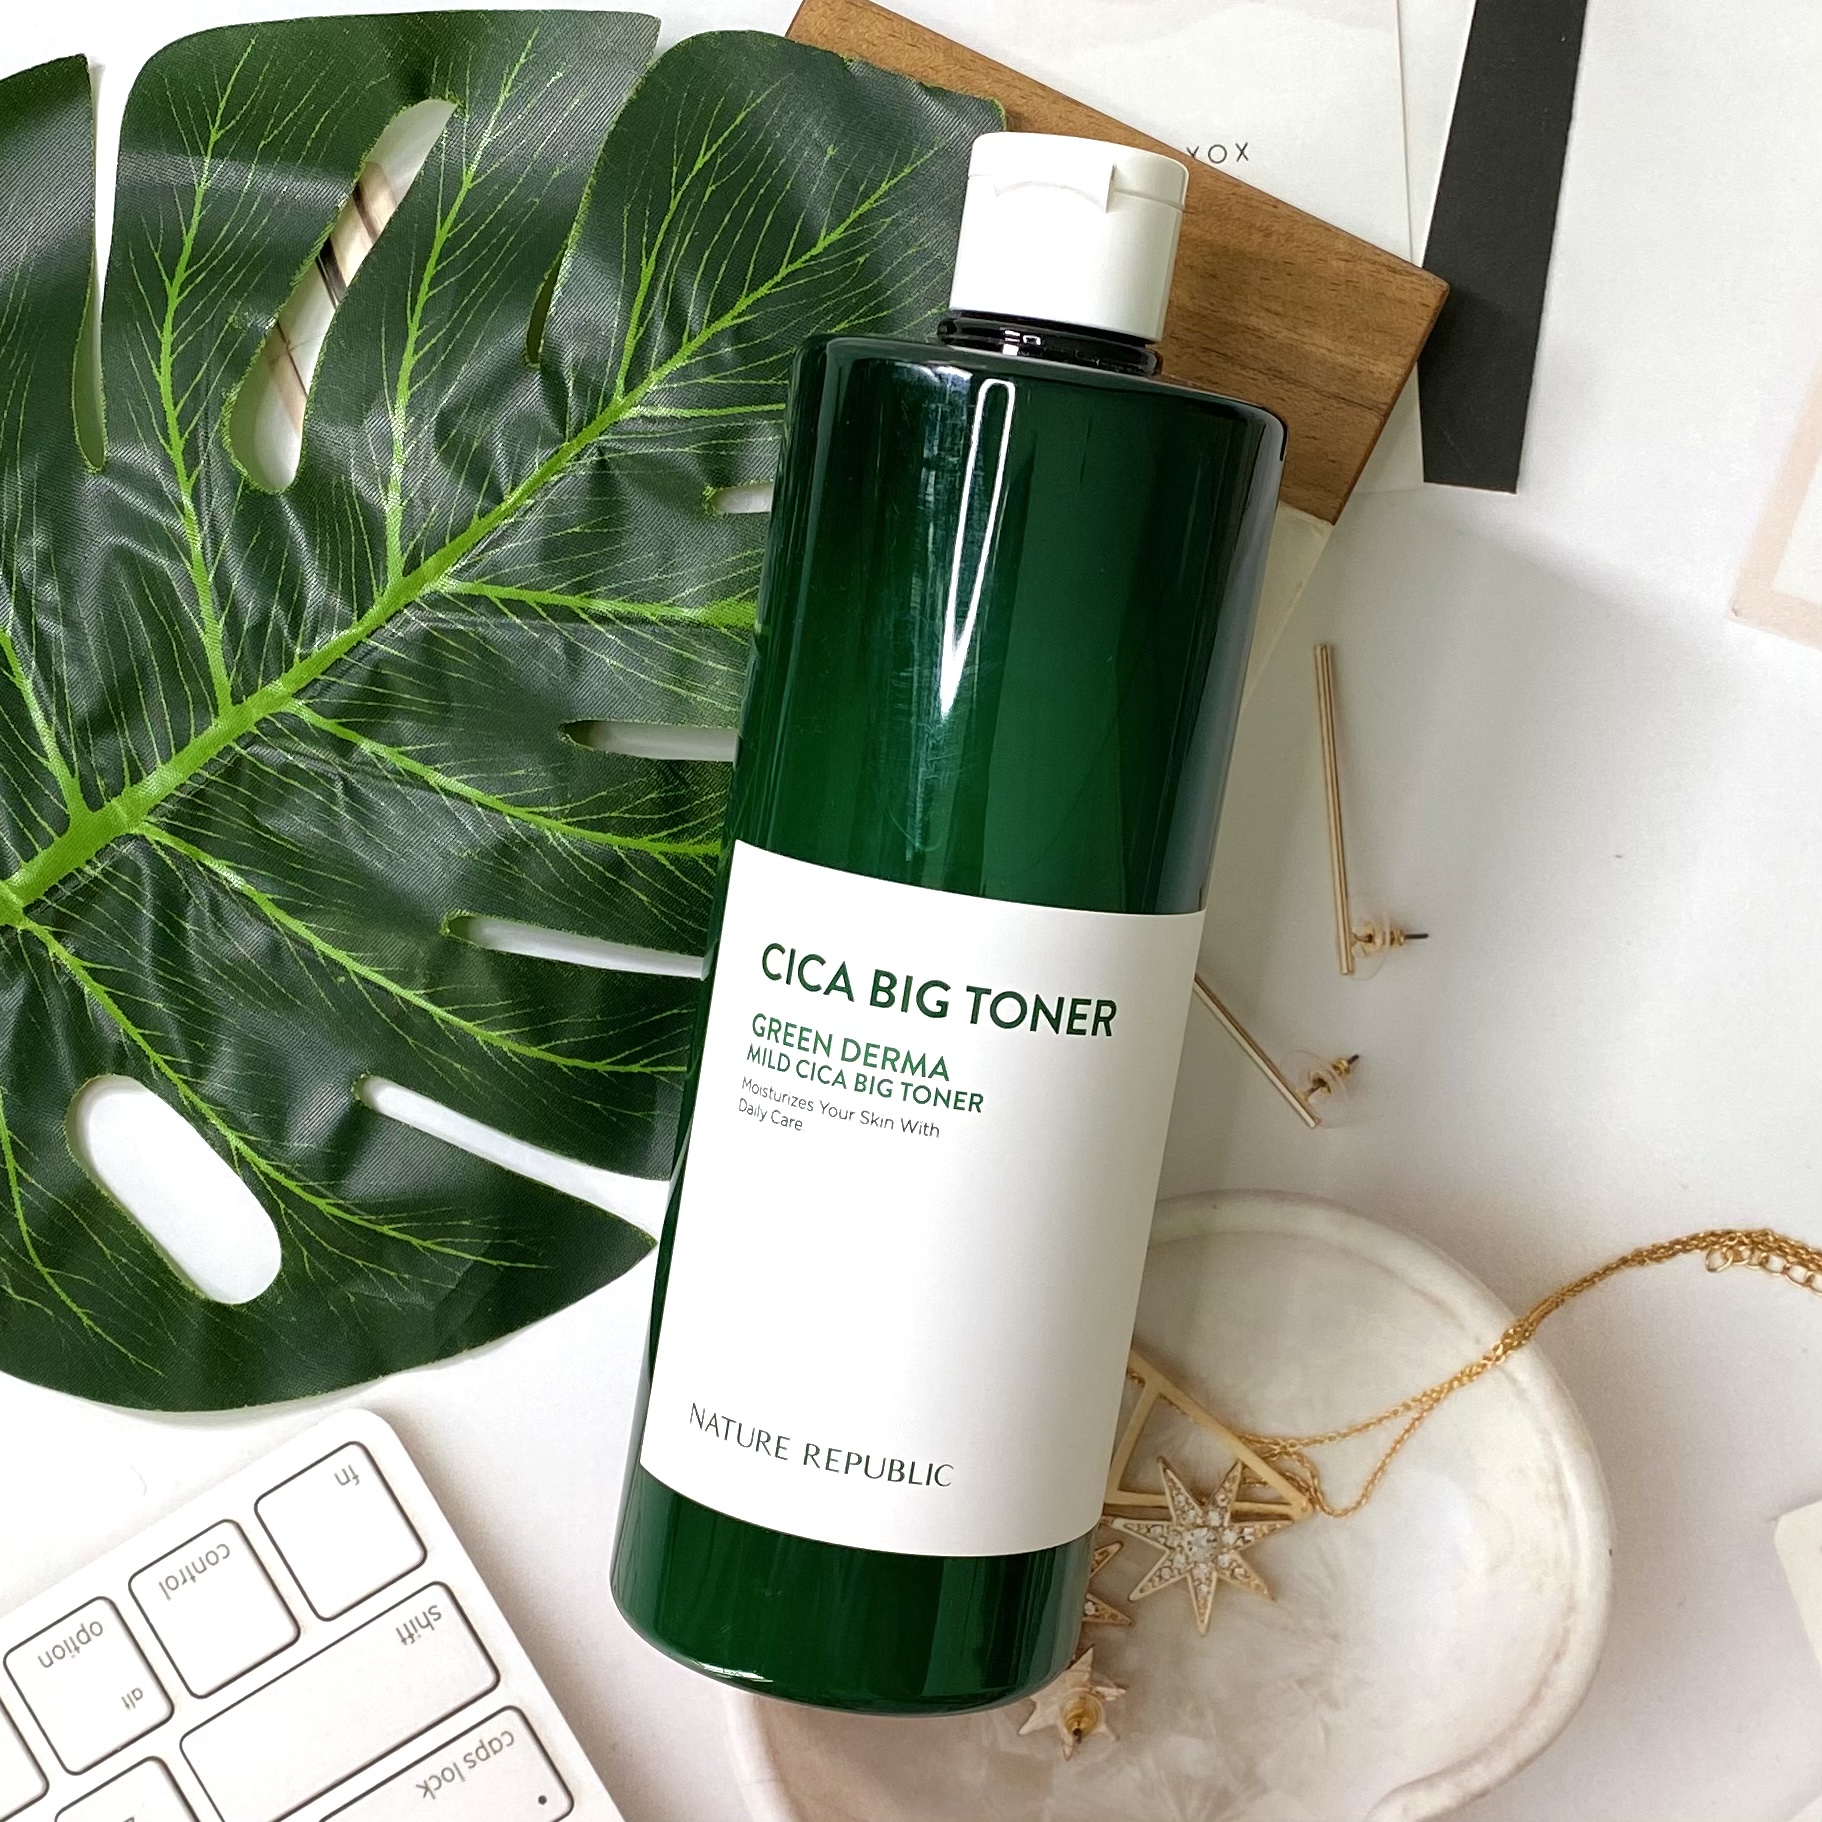 XOX
CICA BIG TONER
GREEN DERMA
MILD CICA BIG TONER
Moisturizes Your Skin With
Daily Care
NATURE REPUBLIC
fn
control
option
alt
shift
caps lock